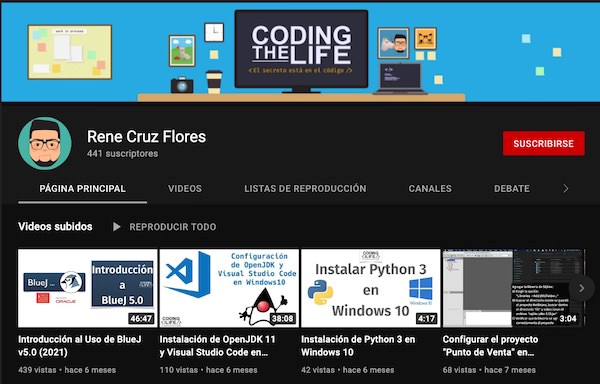 CODING
THE LIFE
< El secreto está en el código />
Rene Cruz Flores
441 suscriptores
SUSCRIBIRSE
PÁGINA PRINCIPAL
VIDEOS
LISTAS DE REPRODUCCIÓN
CANALES
DEBATE
Videos subidos
REPRODUCIR TODO
BlueJ
ORACLE
Introducción
a
BlueJ 5.0
46:47
Configuración
de OpenJDK y
Visual Studio Code
en Windows10
CODING
THE LIFE
38:08
CODING
THE LIFE
Instalar Python 3
en
Windows 10
4:17
3:04
Introducción al Uso de BlueJ
v5.0 (2021)
439 vistas • hace 6 meses
Instalación de OpenJDK 11
y Visual Studio Code en...
110 vistas • hace 6 meses
Instalación de Python 3 en
Windows 10
42 vistas • hace 6 meses
Configurar el proyecto
"Punto de Venta" en...
68 vistas • hace 7 meses